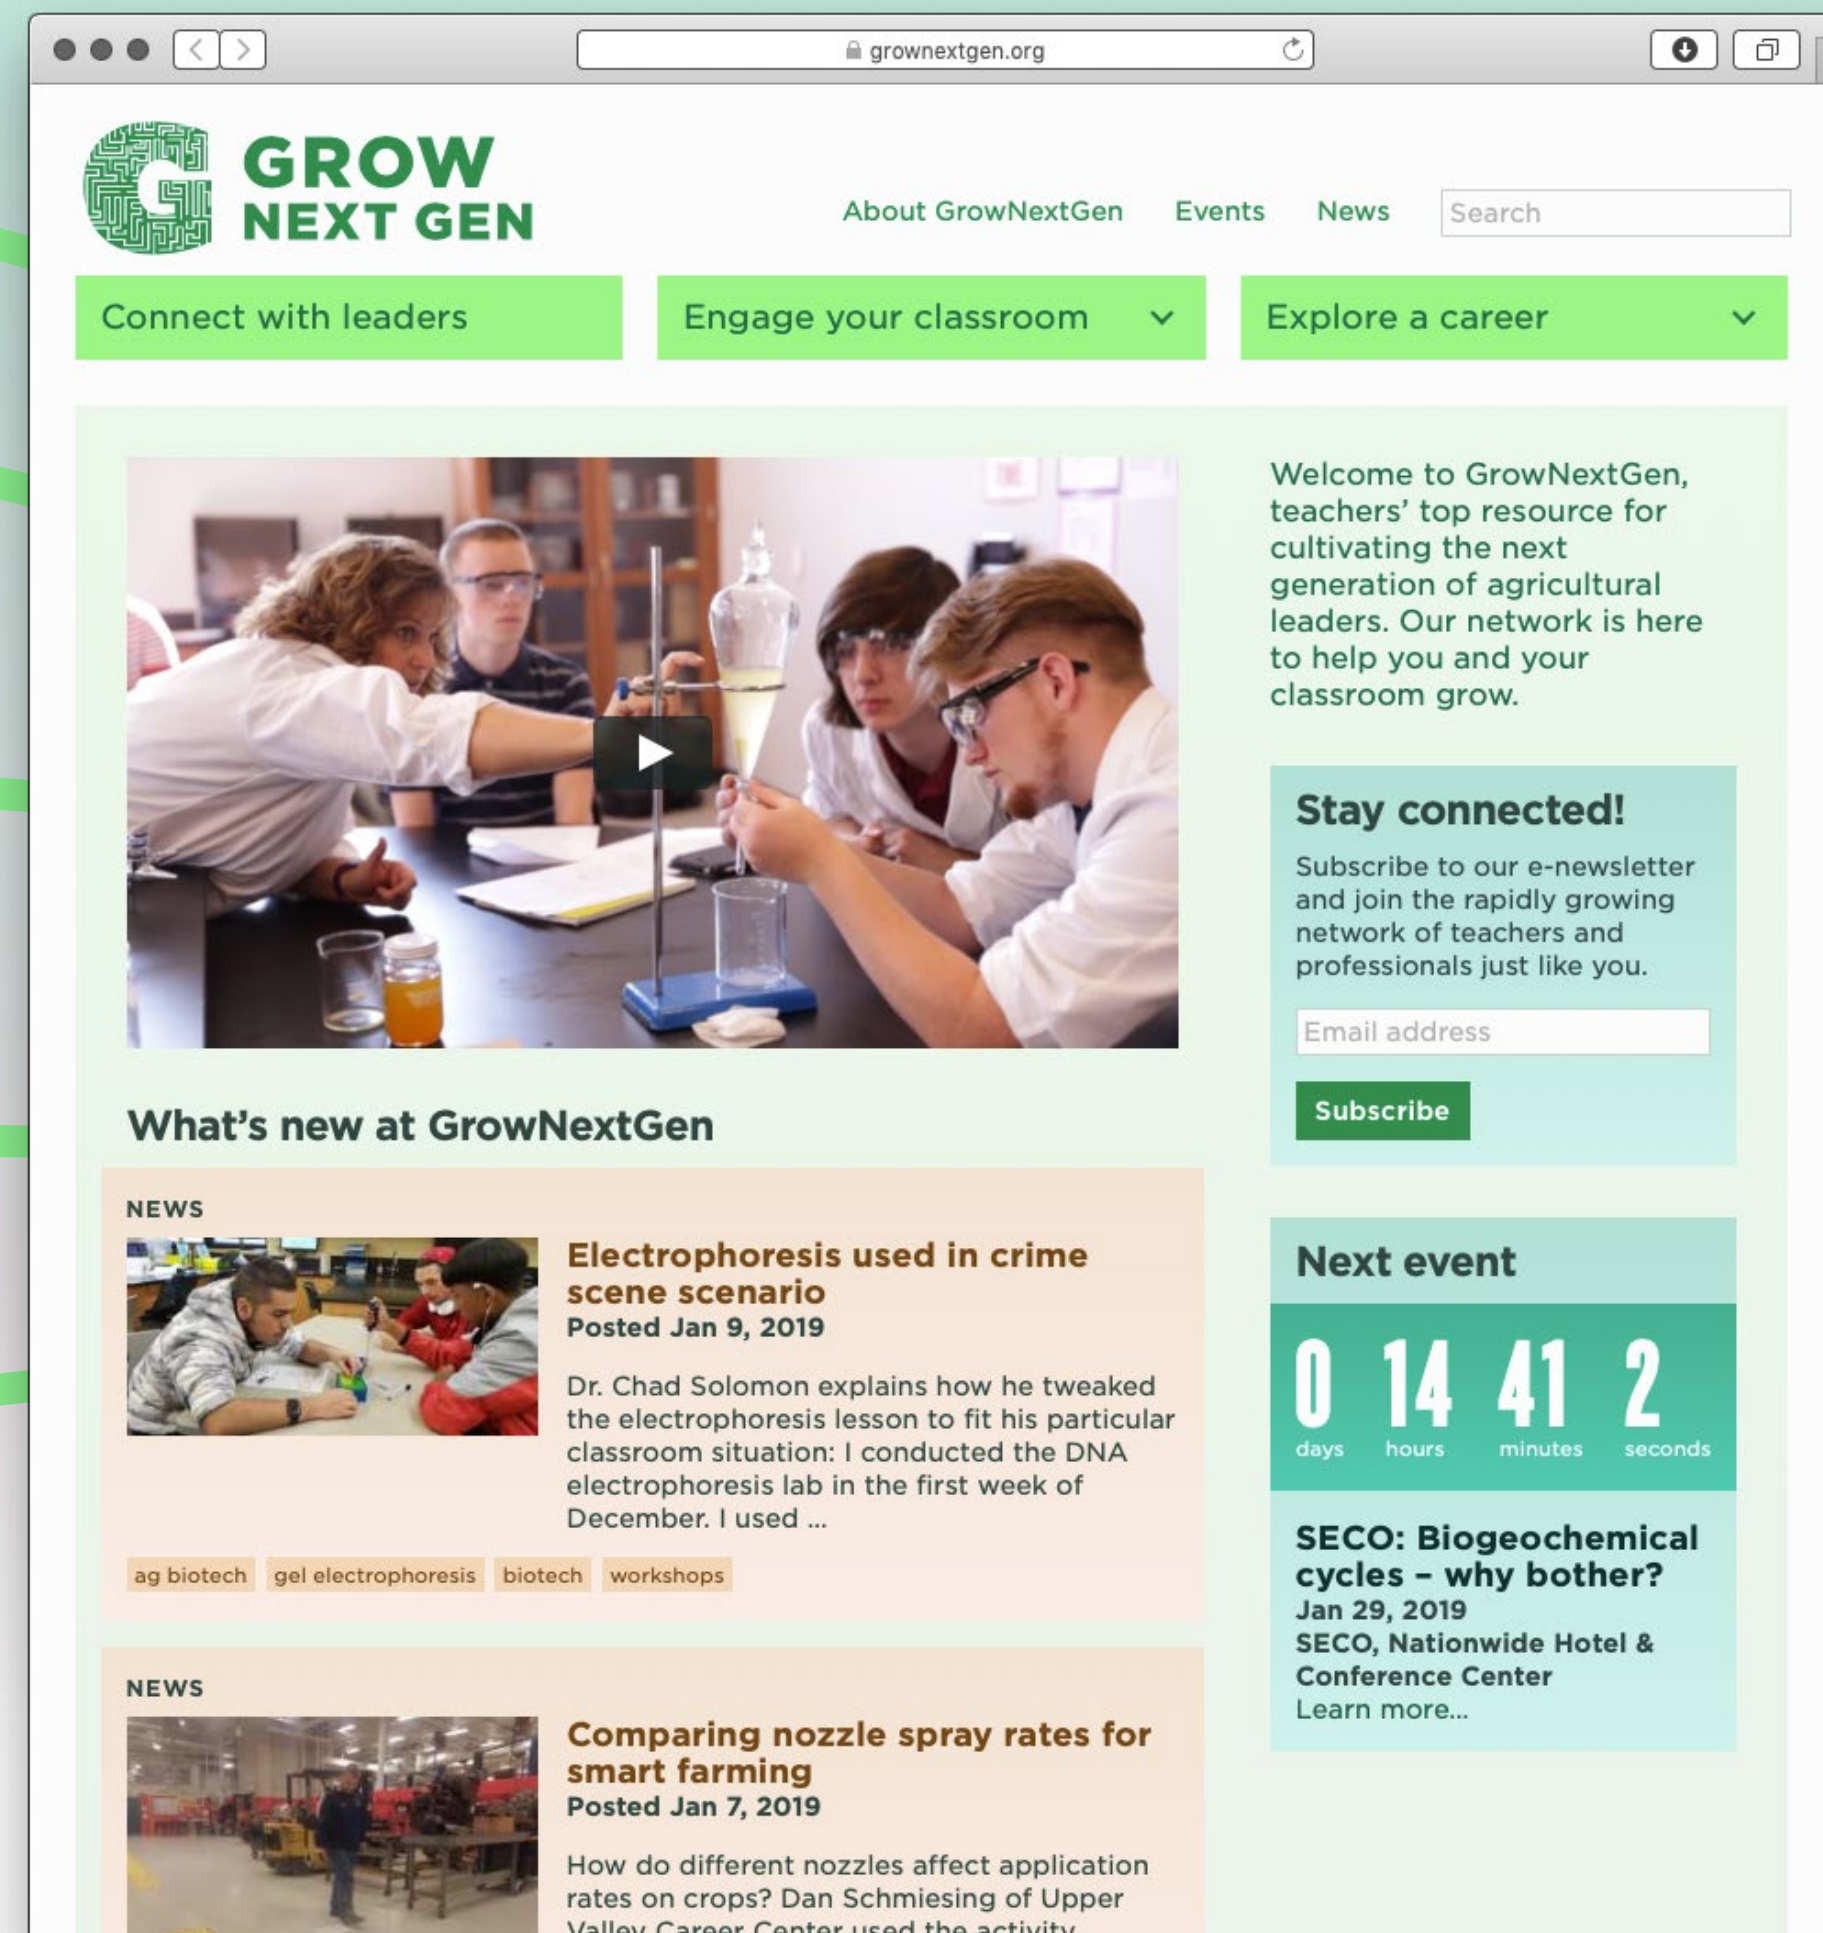 grownextgen.org
GROW
NEXT GEN
About GrowNextGen Events News Search
Connect with leaders
Engage your classroom
Explore a career
Welcome to GrowNextGen,
teachers’ top resource for
cultivating the next
generation of agricultural
leaders. Our network is here
to help you and your
classroom grow.
Stay connected!
Subscribe to our e-newsletter
and join the rapidly growing
network of teachers and
professionals just like you.
Email address
Subscribe
What’s new at GrowNextGen
NEWS
Electrophoresis used in crime
scene scenario
Posted Jan 9, 2019
Dr. Chad Solomon explains how he tweaked
the electrophoresis lesson to fit his particular
classroom situation: I conducted the DNA
electrophoresis lab in the first week of
December. I used ...
ag biotech gel electrophoresis biotech workshops
Next event
0 14 41 2
days hours minutes seconds
SECO: Biogeochemical
cycles – why bother?
Jan 29, 2019
SECO, Nationwide Hotel &
Conference Center
Learn more...
NEWS
Comparing nozzle spray rates for
smart farming
Posted Jan 7, 2019
How do different nozzles affect application
rates on crops? Dan Schmiesing of Upper
Valley Career Center used the activity